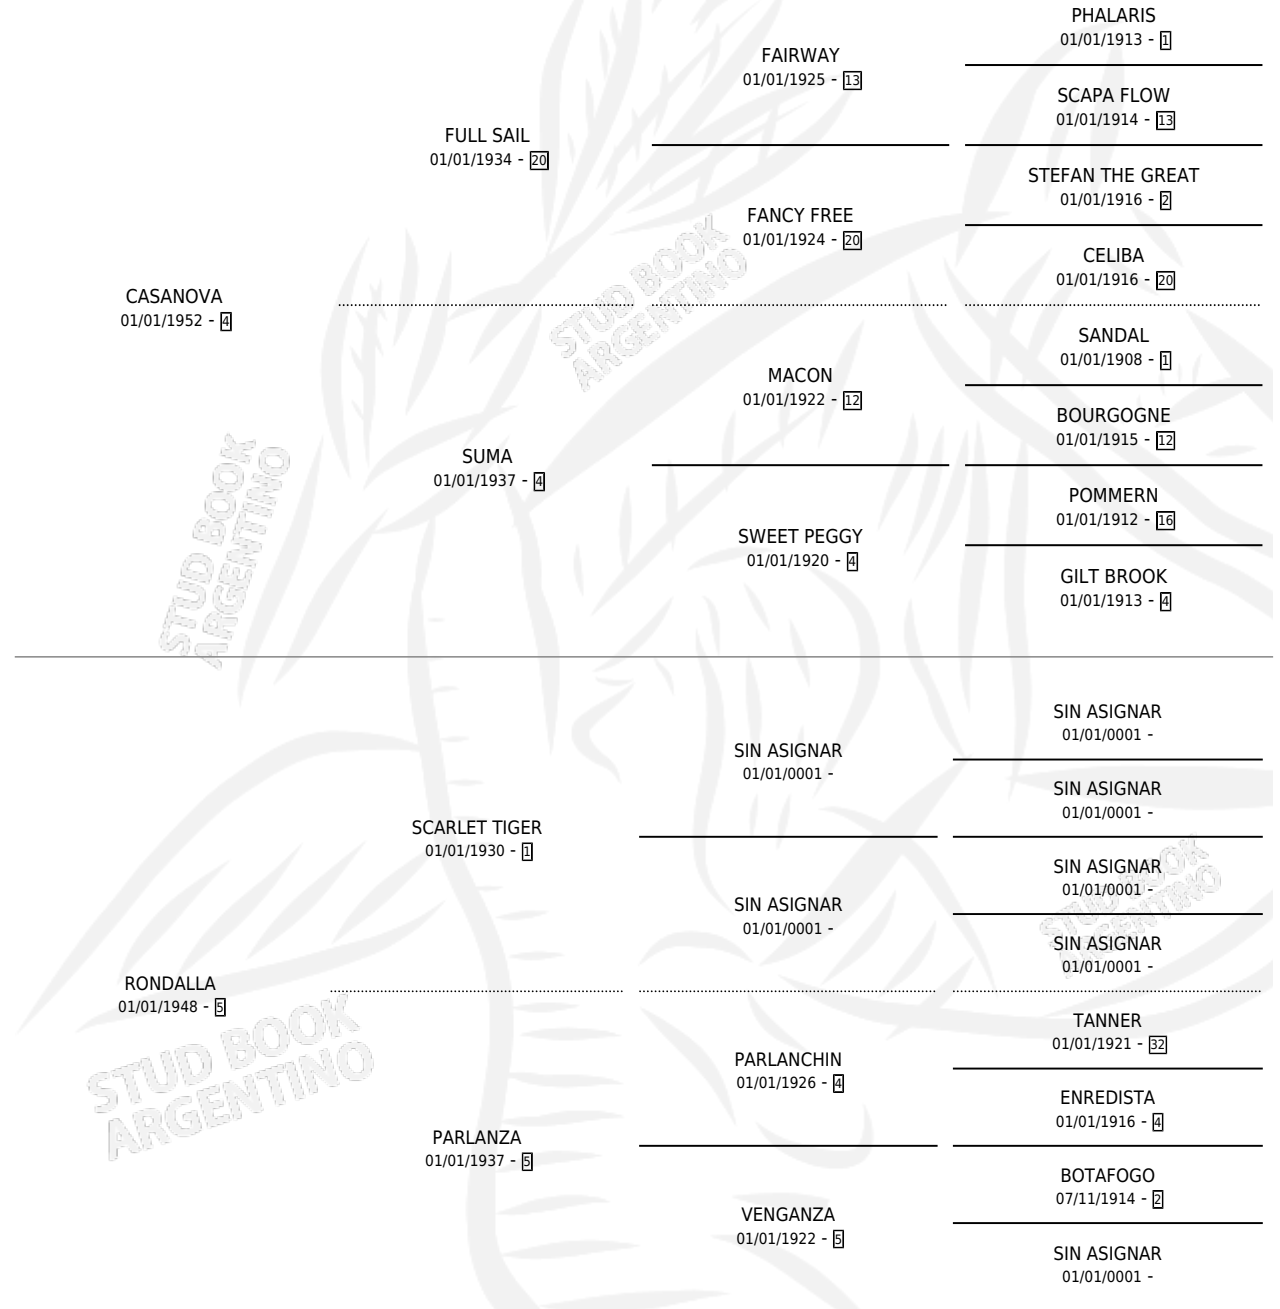 PHALARIS
01/01/1913 - 1
FAIRWAY
01/01/1925 - 13
SCAPA FLOW
01/01/1914 - 13
FULL SAIL
01/01/1934 - 20
STEFAN THE GREAT
01/01/1916 - 2
FANCY FREE
01/01/1924 - 20
CELIBA
01/01/1916 - 20
CASANOVA
01/01/1952 - 4
SANDAL
01/01/1908 - 1
MACON
01/01/1922 - 12
BOURGOGNE
01/01/1915 - 12
SUMA
01/01/1937 - 4
POMMERN
01/01/1912 - 16
SWEET PEGGY
01/01/1920 - 4
GILT BROOK
01/01/1913 - 4
SIN ASIGNAR
01/01/0001 -
SIN ASIGNAR
01/01/0001 -
SIN ASIGNAR
01/01/0001 -
SCARLET TIGER
01/01/1930 - 1
SIN ASIGNAR
01/01/0001 -
SIN ASIGNAR
01/01/0001 -
SIN ASIGNAR
01/01/0001 -
RONDALLA
01/01/1948 - 5
TANNER
01/01/1921 - 32
PARLANCHIN
01/01/1926 - 4
ENREDISTA
01/01/1916 - 4
PARLANZA
01/01/1937 - 5
BOTAFOGO
07/11/1914 - 2
VENGANZA
01/01/1922 - 5
SIN ASIGNAR
01/01/0001 -
STUD BOOK
ARGENTINO
STUD BOOK
ARGENTINO
STUD BOOK
ARGENTINO
STUD BOOK
ARGENTINO